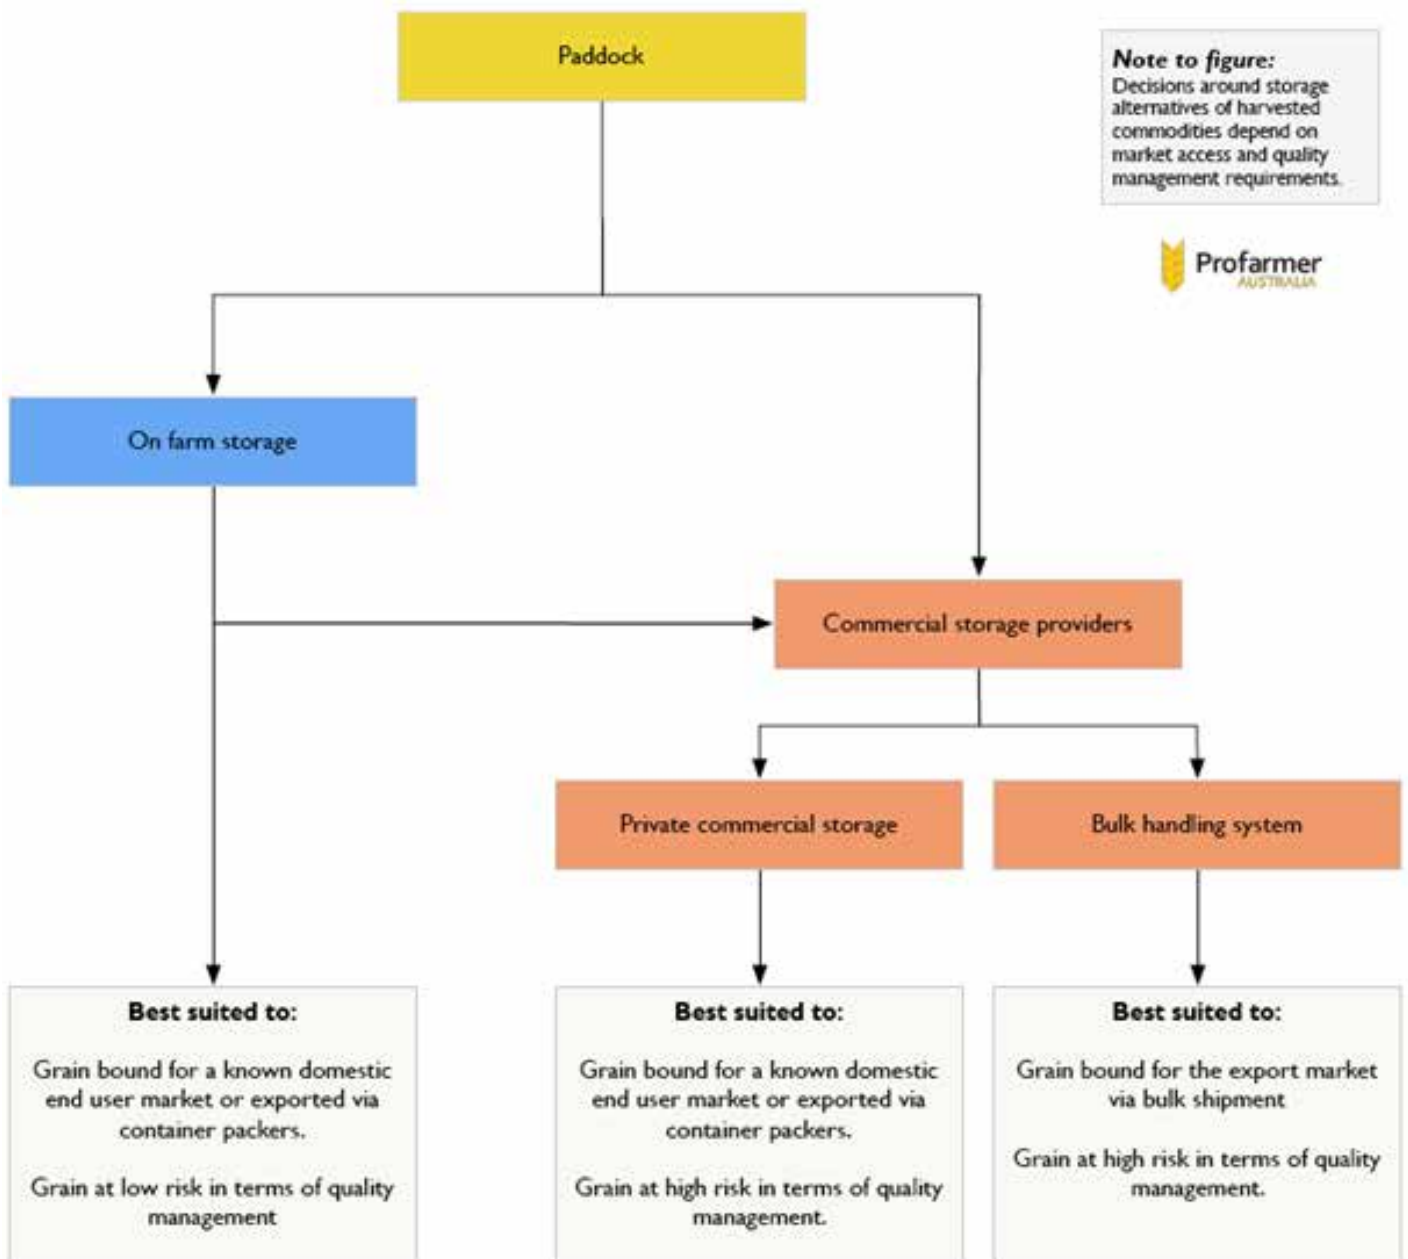 Paddock
Note to figure:
Decisions around storage
alternatives of harvested
commodities depend on
market access and quality
management requirements.
Profarmer
AUSTRALIA
On farm storage
Commercial storage providers
Private commercial storage
Bulk handling system
Best suited to:
Grain bound for a known domestic
end user market or exported via
container packers.
Grain at low risk in terms of quality
management
Best suited to:
Grain bound for a known domestic
end user market or exported via
container packers.
Grain at high risk in terms of quality
management.
Best suited to:
Grain bound for the export market
via bulk shipment
Grain at high risk in terms of quality
management.